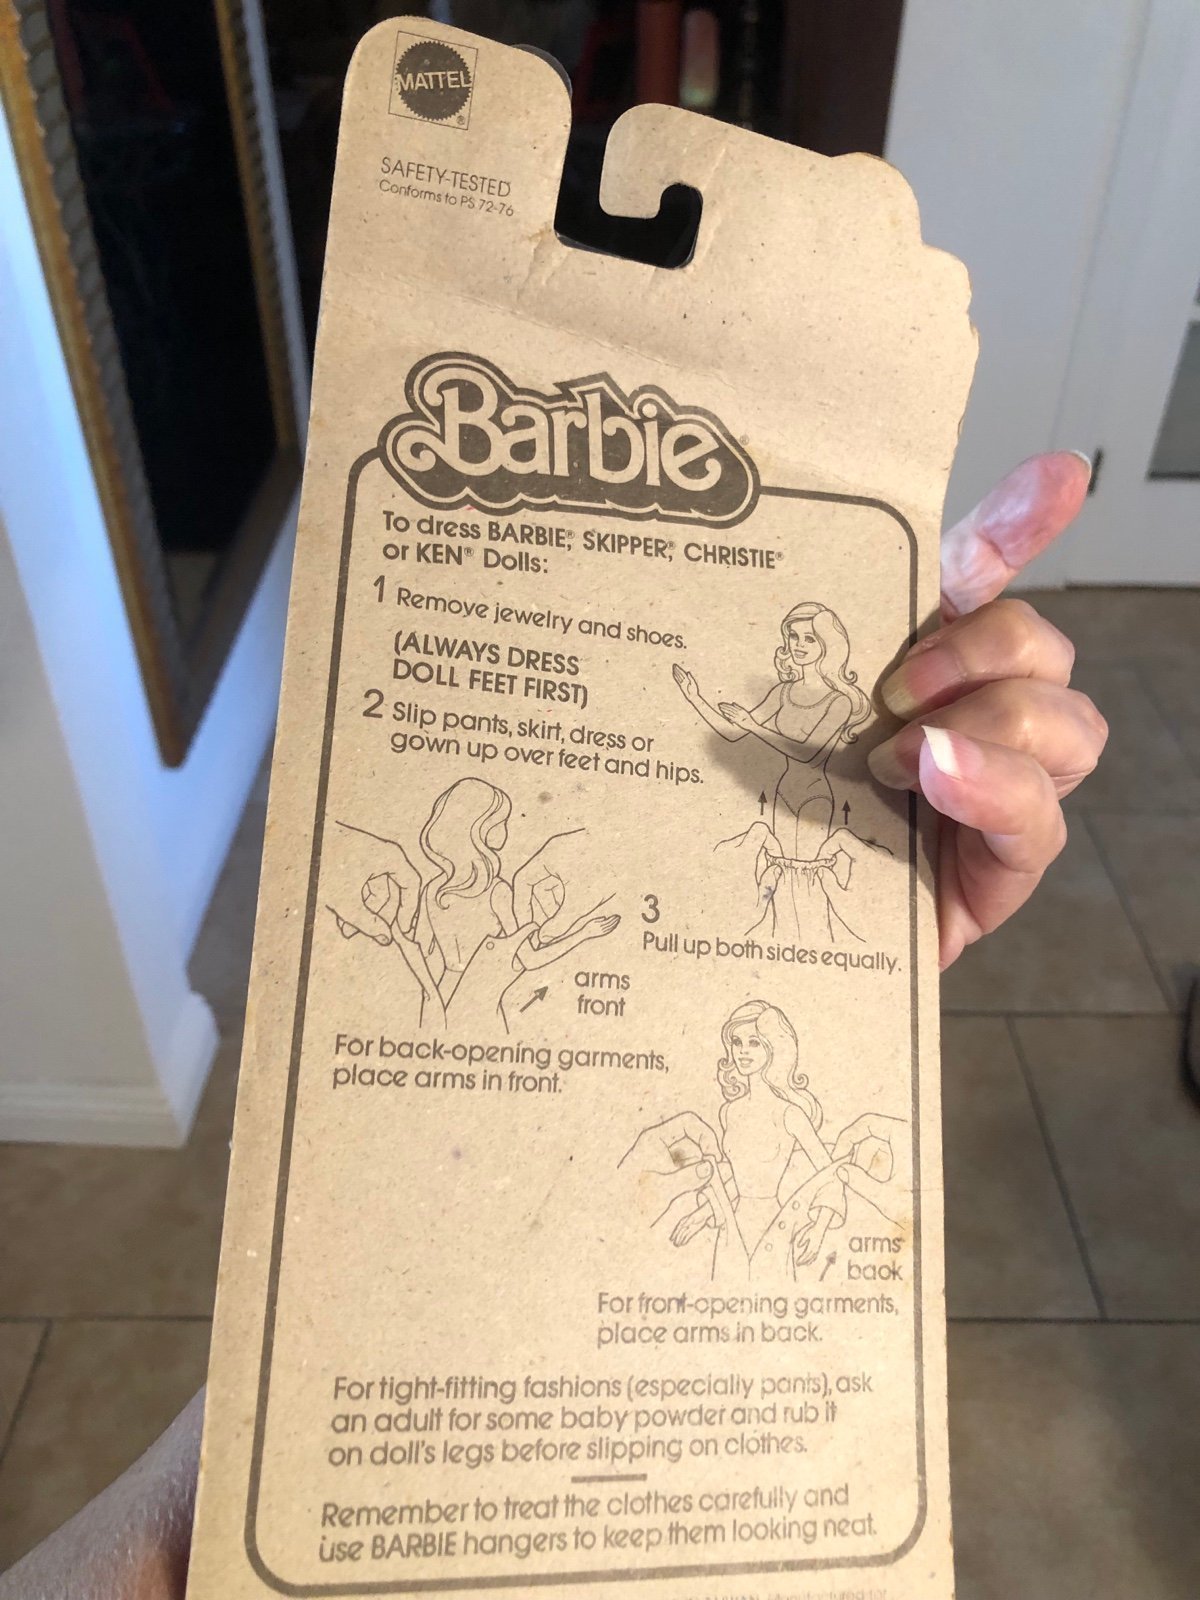 MATTEL
®
SAFETY-TESTED
Conforms to PS 72-76
Barbie®
To dress BARBIE®, SKIPPER®, CHRISTIE®
or KEN® Dolls:
1 Remove jewelry and shoes.
(ALWAYS DRESS
DOLL FEET FIRST)
2 Slip pants, skirt, dress or
gown up over feet and hips.
3
Pull up both sides equally.
arms
front
For back-opening garments,
place arms in front.
arms
back
For front-opening garments,
place arms in back.
For tight-fitting fashions (especially pants), ask
an adult for some baby powder and rub it
on doll's legs before slipping on clothes.
Remember to treat the clothes carefully and
use BARBIE hangers to keep them looking neat.
Manufactured for